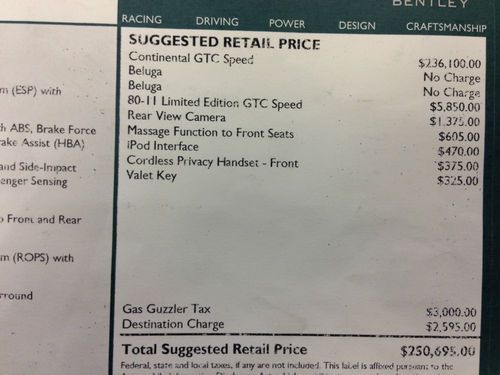 BENTLEY
RACING DRIVING POWER DESIGN CRAFTSMANSHIP
SUGGESTED RETAIL PRICE
Continental GTC Speed $236,100.00
Beluga No Charge
Beluga No Charge
80-11 Limited Edition GTC Speed $5,850.00
Rear View Camera $1,375.00
Massage Function to Front Seats $605.00
iPod Interface $470.00
Cordless Privacy Handset - Front $375.00
Valet Key $325.00
Gas Guzzler Tax $3,000.00
Destination Charge $2,595.00
Total Suggested Retail Price $250,695.00
Federal, state and local taxes, if any are not included. This label is affixed pursuant to the
m (ESP) with
h ABS, Brake Force
ake Assist (HBA)
and Side-Impact
enger Sensing
o Front and Rear
m (ROPS) with
rround